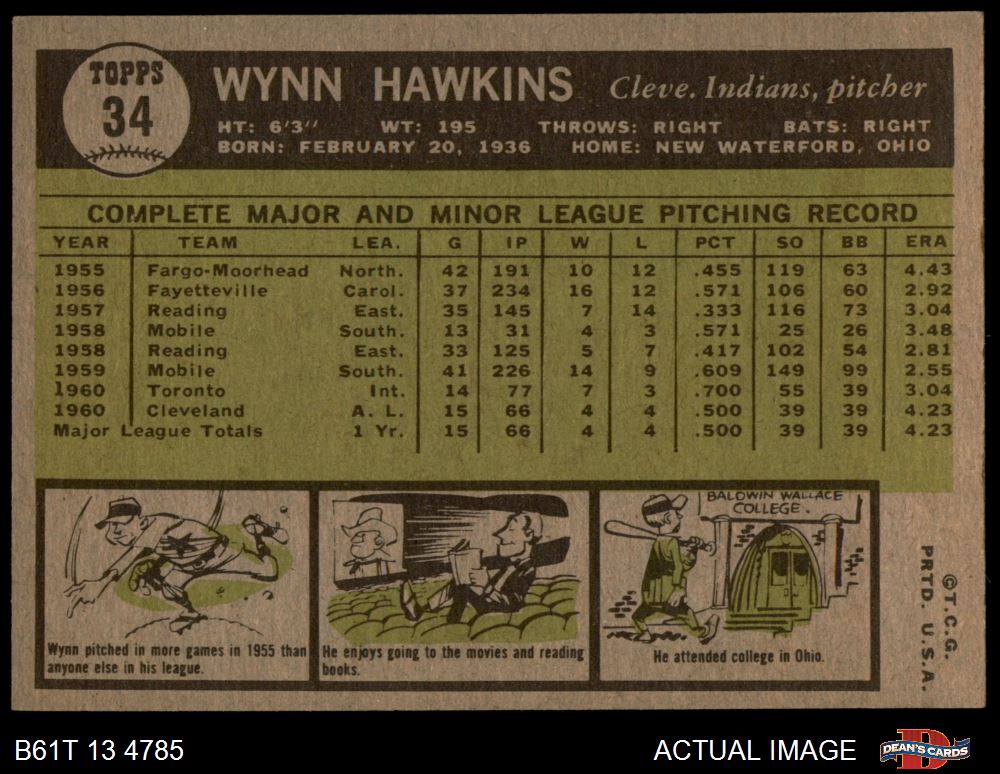 TOPPS
34
WYNN HAWKINS Cleve. Indians, pitcher
HT: 6'3" WT: 195 THROWS: RIGHT BATS: RIGHT
BORN: FEBRUARY 20, 1936 HOME: NEW WATERFORD, OHIO
COMPLETE MAJOR AND MINOR LEAGUE PITCHING RECORD
YEAR TEAM LEA. G IP W L PCT SO BB ERA
1955 Fargo-Moorhead North. 42 191 10 12 .455 119 63 4.43
1956 Fayetteville Carol. 37 234 16 12 .571 106 60 2.92
1957 Reading East. 35 145 7 14 .333 116 73 3.04
1958 Mobile South. 13 31 4 3 .571 25 26 3.48
1958 Reading East. 33 125 5 7 .417 102 54 2.81
1959 Mobile South. 41 226 14 9 .609 149 99 2.55
1960 Toronto Int. 14 77 7 3 .700 55 39 3.04
1960 Cleveland A. L. 15 66 4 4 .500 39 39 4.23
Major League Totals 1 Yr. 15 66 4 4 .500 39 39 4.23
Wynn pitched in more games in 1955 than
anyone else in his league.
He enjoys going to the movies and reading
books.
BALDWIN WALLACE
COLLEGE.
He attended college in Ohio.
©T.C.G.
PRTD. U.S.A.
B61T 13 4785
ACTUAL IMAGE
DEAN'S CARDS